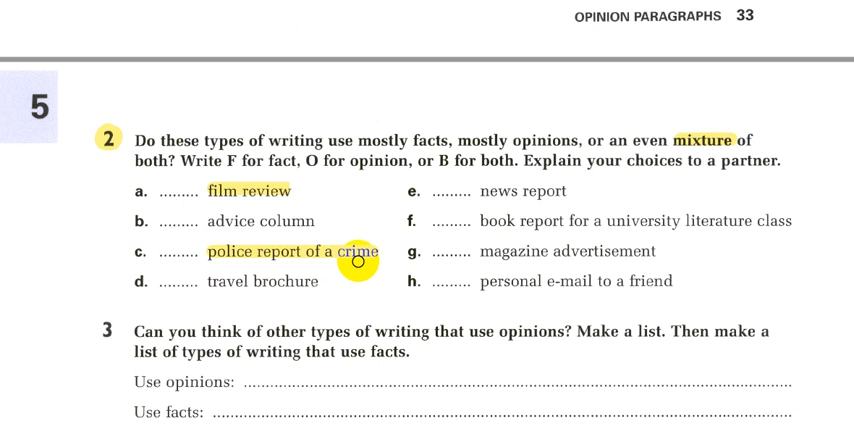 OPINION PARAGRAPHS 33
5
2 Do these types of writing use mostly facts, mostly opinions, or an even mixture of
both? Write F for fact, O for opinion, or B for both. Explain your choices to a partner.
a. ......... film review
b. ......... advice column
c. ......... police report of a crime
d. ......... travel brochure
e. ......... news report
f. ......... book report for a university literature class
g. ......... magazine advertisement
h. ......... personal e-mail to a friend
3 Can you think of other types of writing that use opinions? Make a list. Then make a
list of types of writing that use facts.
Use opinions: ..........................................................................................
Use facts: ..........................................................................................